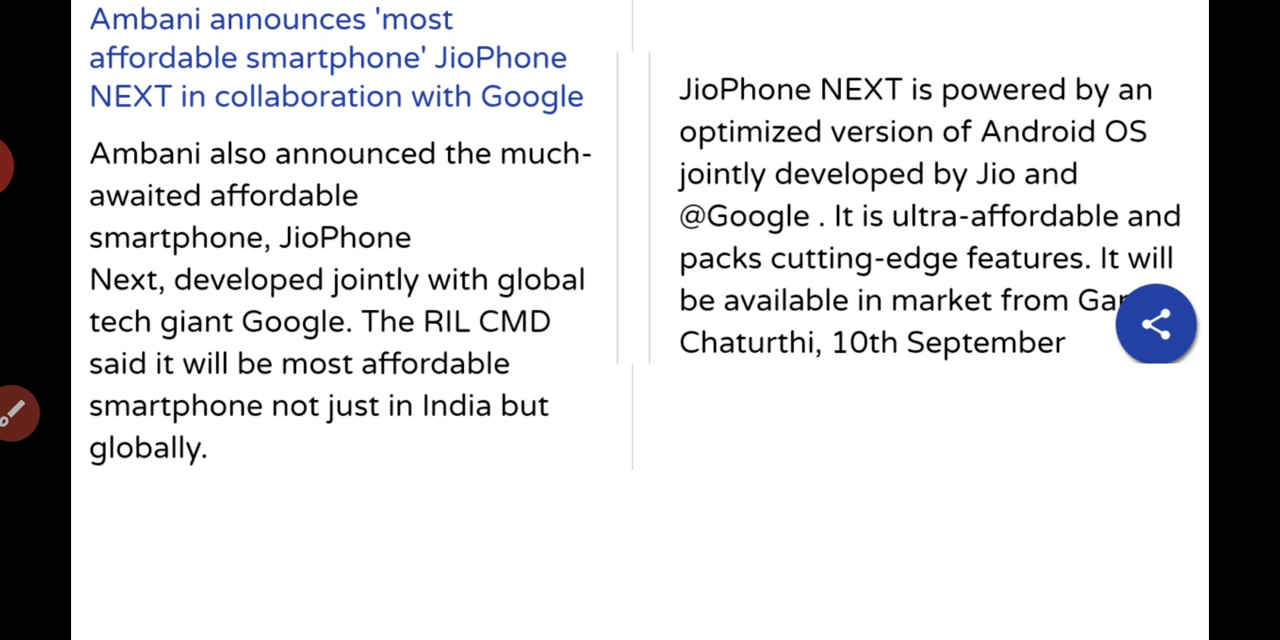 Ambani announces 'most
affordable smartphone' JioPhone
NEXT in collaboration with Google
Ambani also announced the much-
awaited affordable
smartphone, JioPhone
Next, developed jointly with global
tech giant Google. The RIL CMD
said it will be most affordable
smartphone not just in India but
globally.
JioPhone NEXT is powered by an
optimized version of Android OS
jointly developed by Jio and
@Google . It is ultra-affordable and
packs cutting-edge features. It will
be available in market from
Chaturthi, 10th September